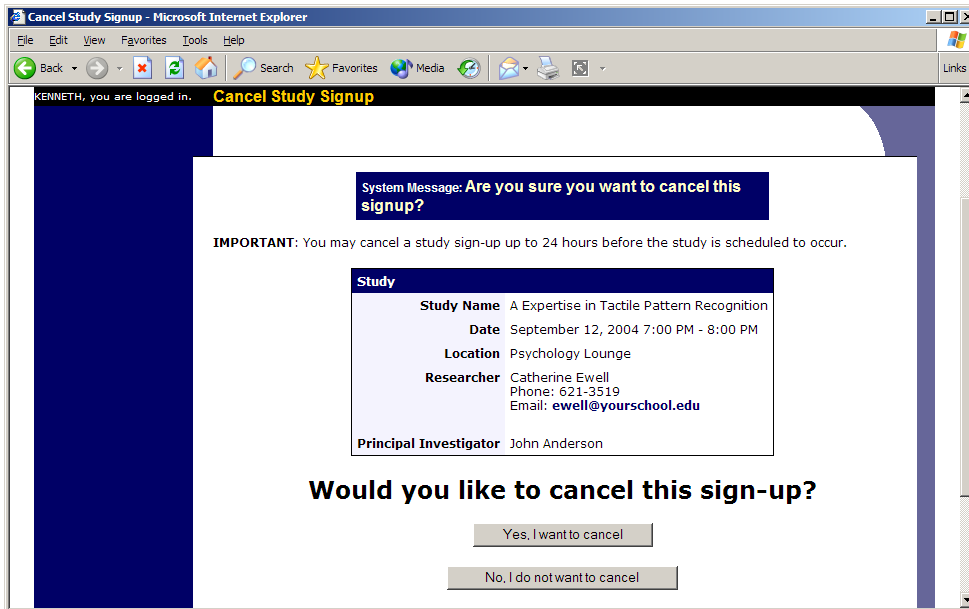 Cancel Study Signup - Microsoft Internet Explorer
File Edit View Favorites Tools Help
Back Search Favorites Media Links
KENNETH, you are logged in. Cancel Study Signup
System Message: Are you sure you want to cancel this
signup?
IMPORTANT: You may cancel a study sign-up up to 24 hours before the study is scheduled to occur.
Study
Study Name A Expertise in Tactile Pattern Recognition
Date September 12, 2004 7:00 PM - 8:00 PM
Location Psychology Lounge
Researcher Catherine Ewell
Phone: 621-3519
Email: ewell@yourschool.edu
Principal Investigator John Anderson
Would you like to cancel this sign-up?
Yes, I want to cancel
No, I do not want to cancel